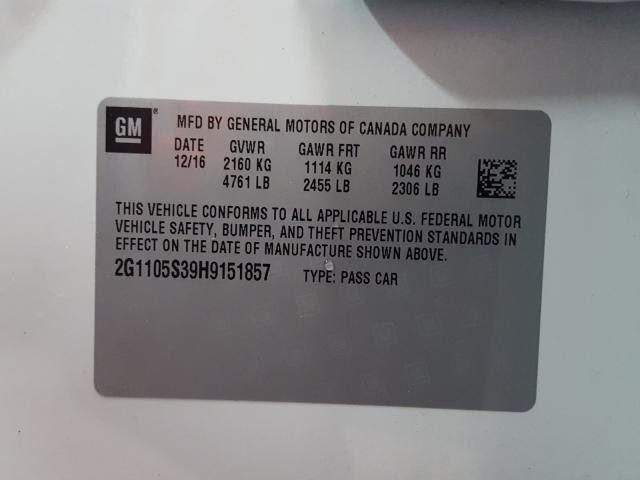 GM ® MFD BY GENERAL MOTORS OF CANADA COMPANY
DATE GVWR GAWR FRT GAWR RR
12/16 2160 KG 1114 KG 1046 KG
4761 LB 2455 LB 2306 LB
THIS VEHICLE CONFORMS TO ALL APPLICABLE U.S. FEDERAL MOTOR
VEHICLE SAFETY, BUMPER, AND THEFT PREVENTION STANDARDS IN
EFFECT ON THE DATE OF MANUFACTURE SHOWN ABOVE.
2G1105S39H9151857 TYPE: PASS CAR